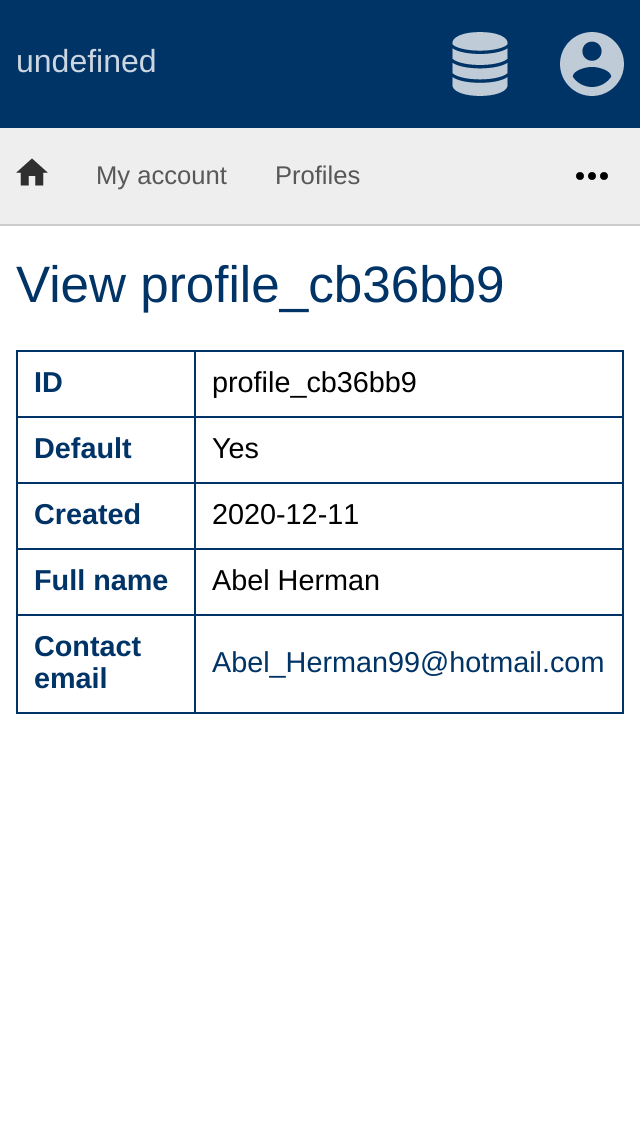 undefined
My account Profiles
View profile_cb36bb9
ID profile_cb36bb9
Default Yes
Created 2020-12-11
Full name Abel Herman
Contact
email
Abel_Herman99@hotmail.com